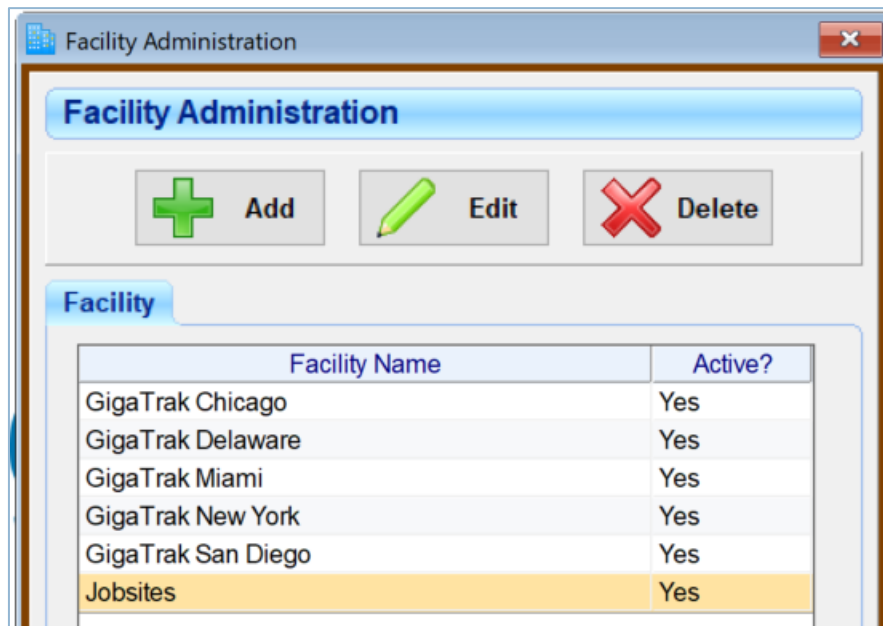 Facility Administration
Facility Administration
Add Edit Delete
Facility
Facility Name Active?
GigaTrak Chicago Yes
GigaTrak Delaware Yes
GigaTrak Miami Yes
GigaTrak New York Yes
GigaTrak San Diego Yes
Jobsites Yes